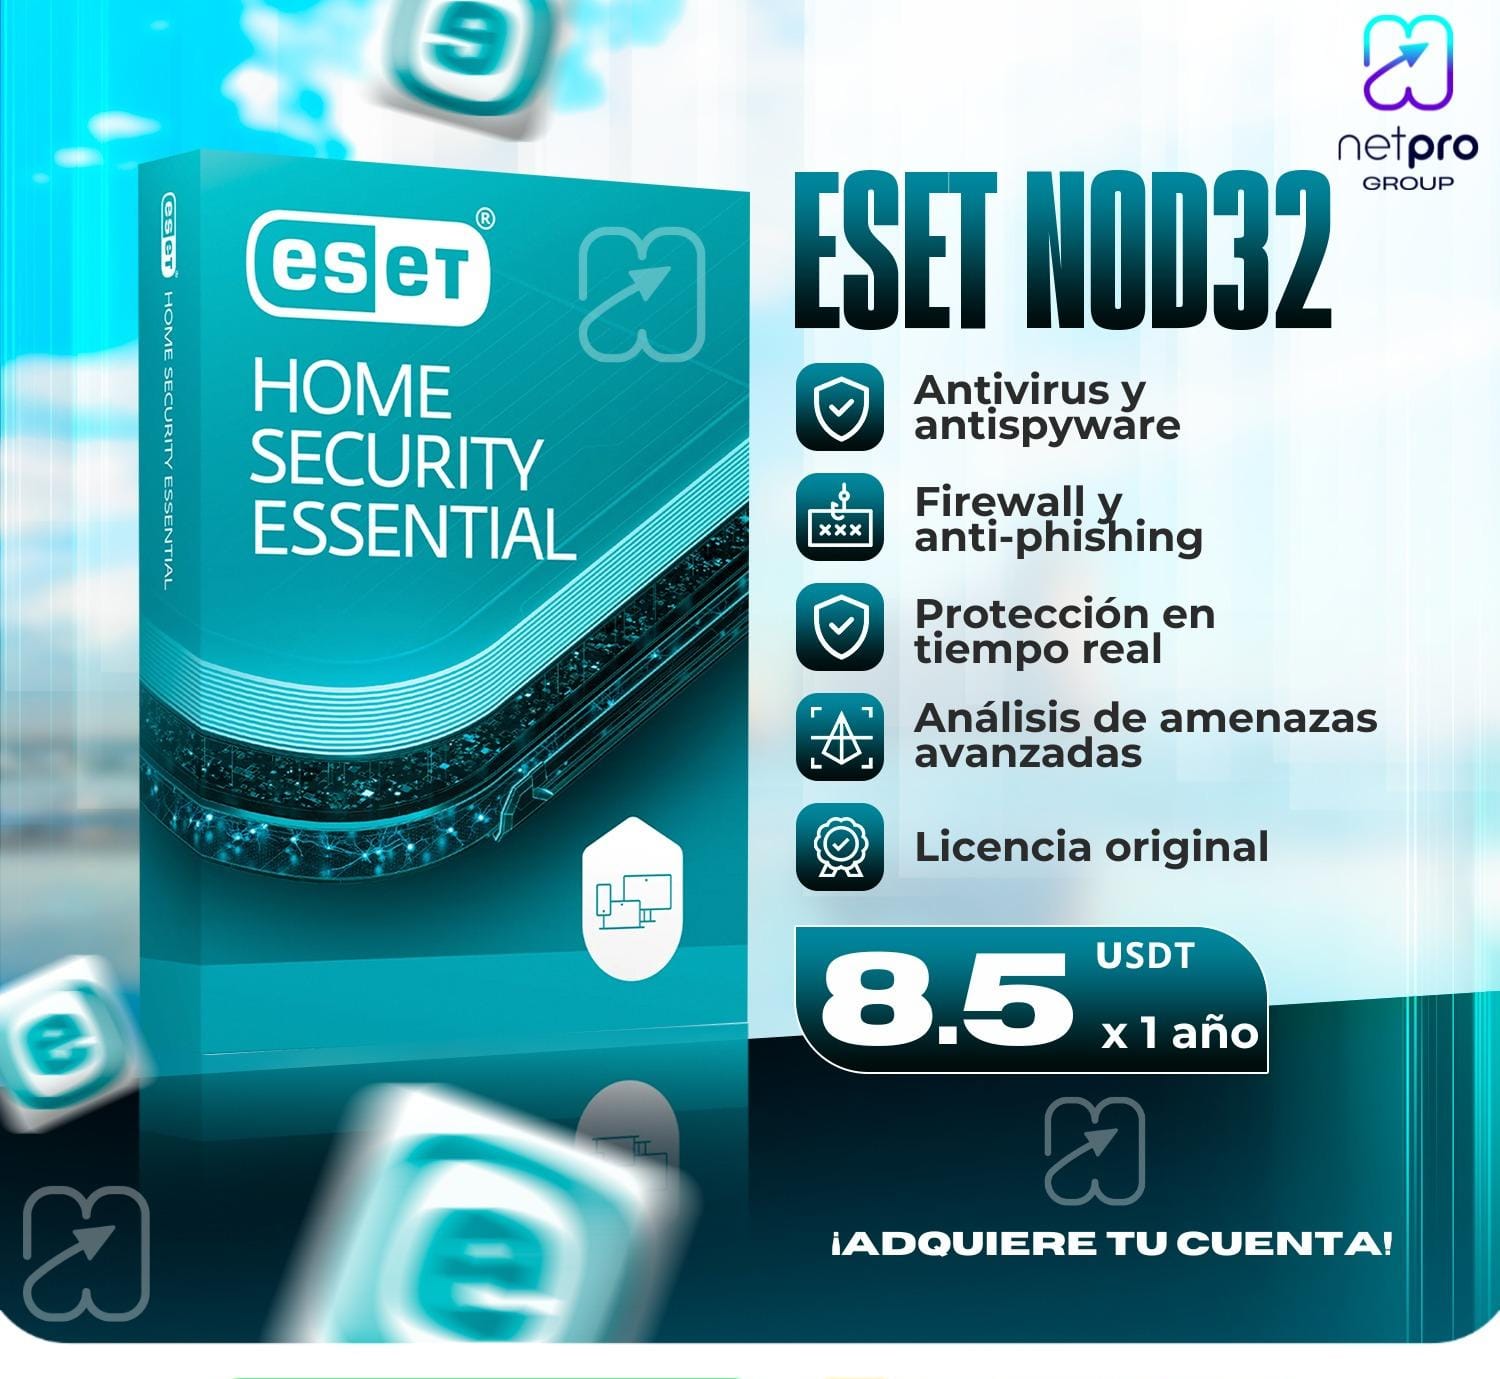 netpro
GROUP
ESET NOD32
eseT®
HOME
SECURITY
ESSENTIAL
eseT HOME SECURITY ESSENTIAL
Antivirus y
antispyware
xxx
Firewall y
anti-phishing
Protección en
tiempo real
Análisis de amenazas
avanzadas
Licencia original
8.5 USDT
x 1 año
¡ADQUIERE TU CUENTA!
e
e
e